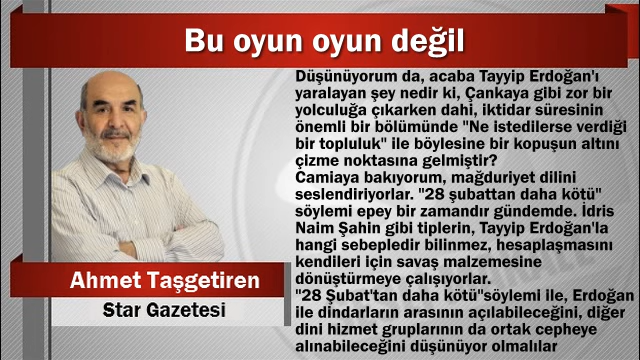 Bu oyun oyun değil
Düşünüyorum da, acaba Tayyip Erdoğan'ı
yaralayan şey nedir ki, Çankaya gibi zor bir
yolculuğa çıkarken dahi, iktidar süresinin
önemli bir bölümünde "Ne istedilerse verdiği
bir topluluk" ile böylesine bir kopuşun altını
çizme noktasına gelmiştir?
Camiaya bakıyorum, mağduriyet dilini
seslendiriyorlar. "28 şubattan daha kötü"
söylemi epey bir zamandır gündemde. İdris
Naim Şahin gibi tiplerin, Tayyip Erdoğan'la
hangi sebepledir bilinmez, hesaplaşmasını
kendileri için savaş malzemesine
dönüştürmeye çalışıyorlar.
"28 Şubat'tan daha kötü"söylemi ile, Erdoğan
ile dindarların arasının açılabileceğini, diğer
dini hizmet gruplarının da ortak cepheye
alınabileceğini düşünüyor olmalılar
Ahmet Taşgetiren
Star Gazetesi